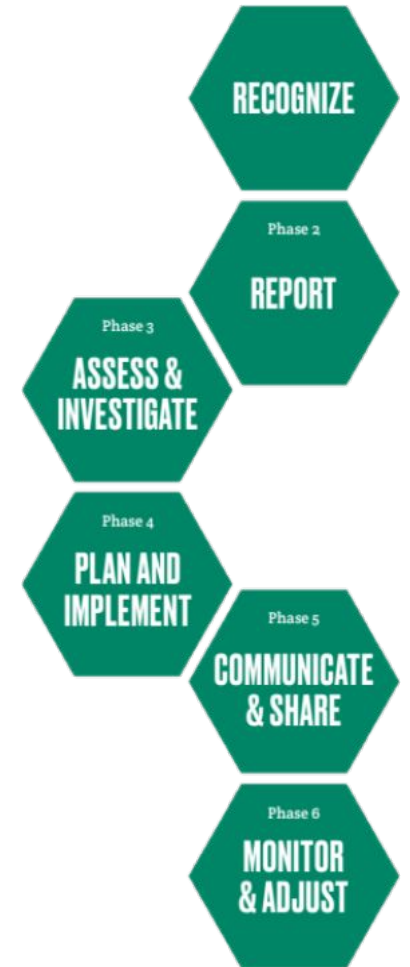 RECOGNIZE
Phase 2
REPORT
Phase 3
ASSESS &
INVESTIGATE
Phase 4
PLAN AND
IMPLEMENT
Phase 5
COMMUNICATE
& SHARE
Phase 6
MONITOR
& ADJUST